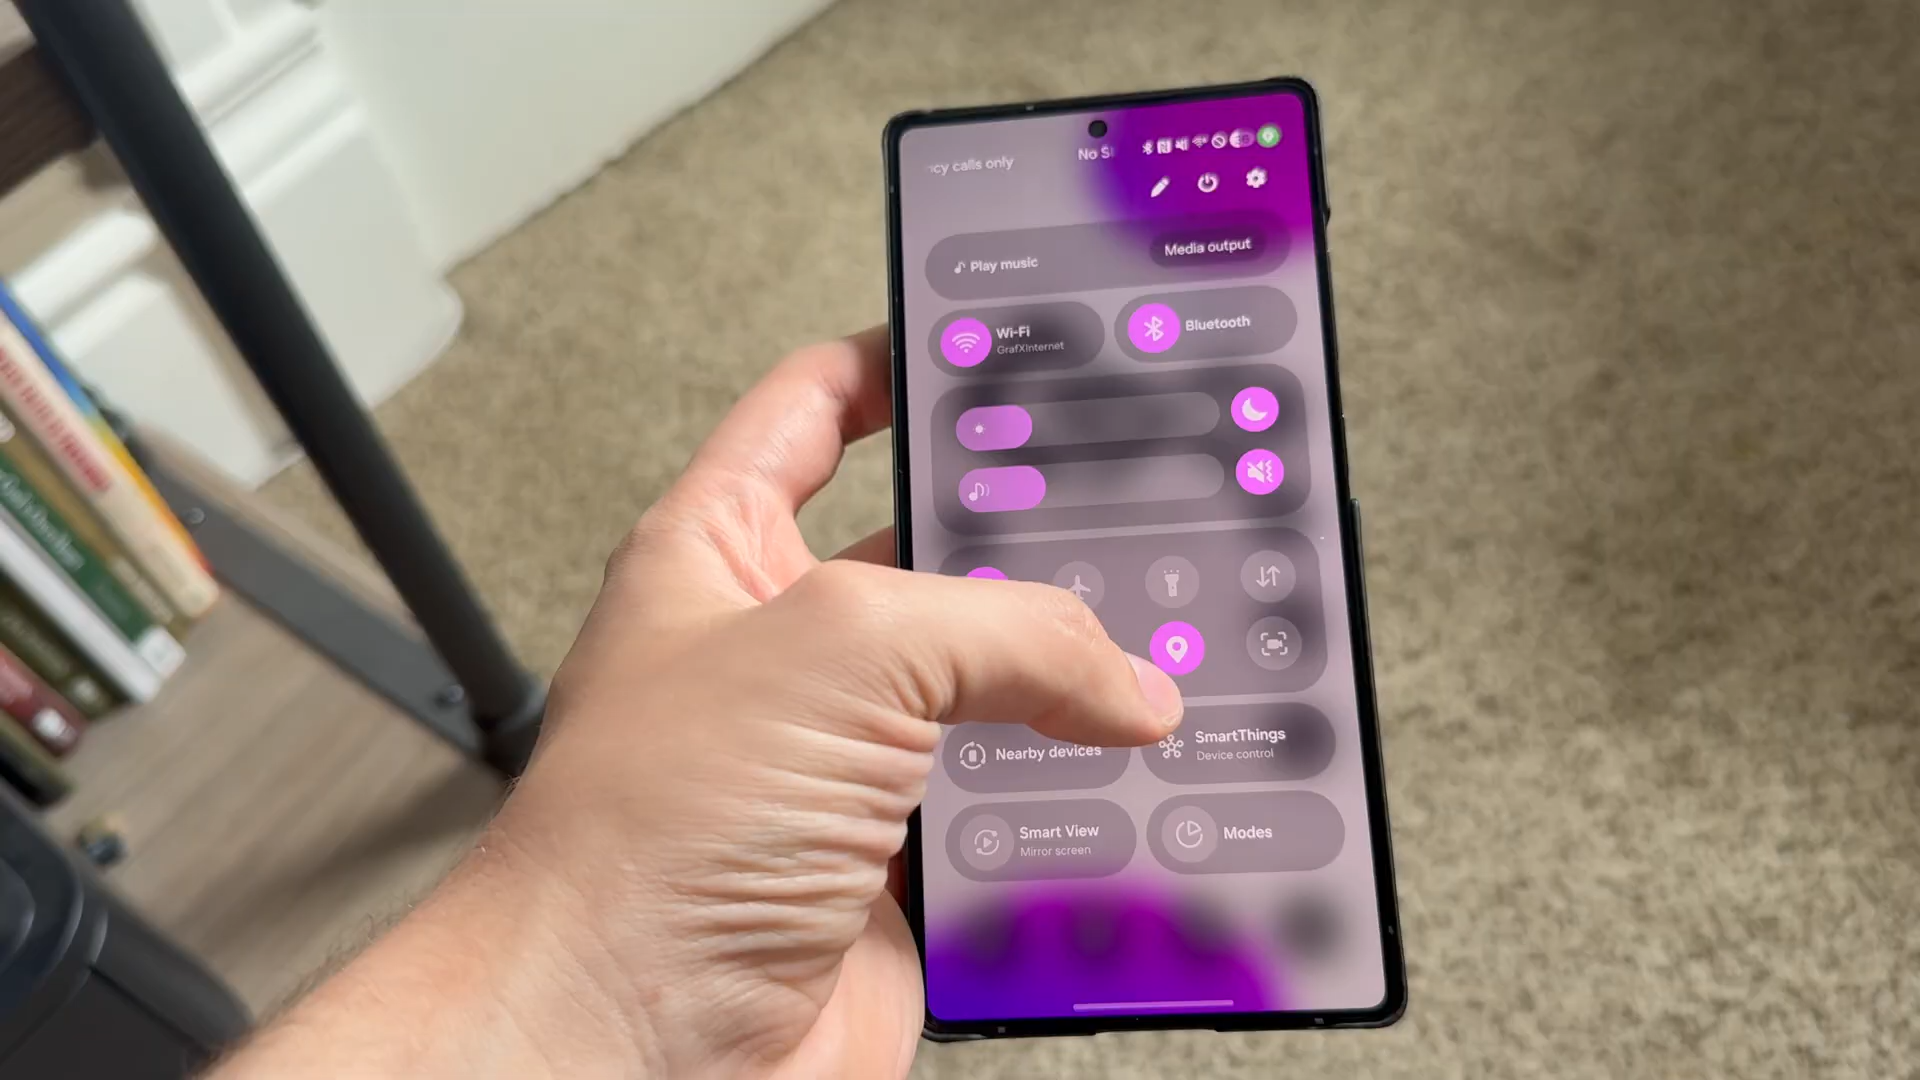 ncy calls only
No S
Play music
Media output
Wi-Fi
GrafXInternet
Bluetooth
Nearby devices
SmartThings
Device control
Smart View
Mirror screen
Modes